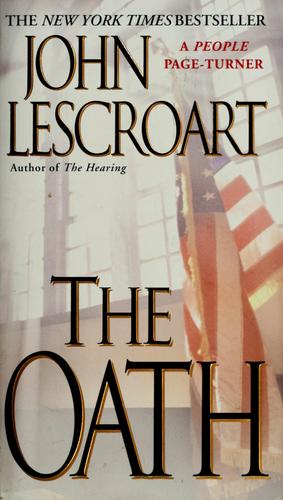 THE NEW YORK TIMES BESTSELLER
JOHN
A PEOPLE
PAGE-TURNER
LESCROART
Author of The Hearing
THE
OATH